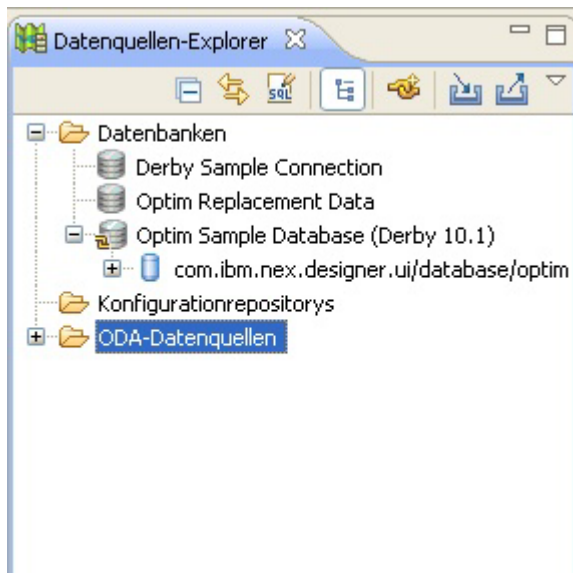 Datenquellen-Explorer
SQL
Datenbanken
Derby Sample Connection
Optim Replacement Data
Optim Sample Database (Derby 10.1)
com.ibm.nex.designer.ui/database/optim
Konfigurationrepositorys
ODA-Datenquellen